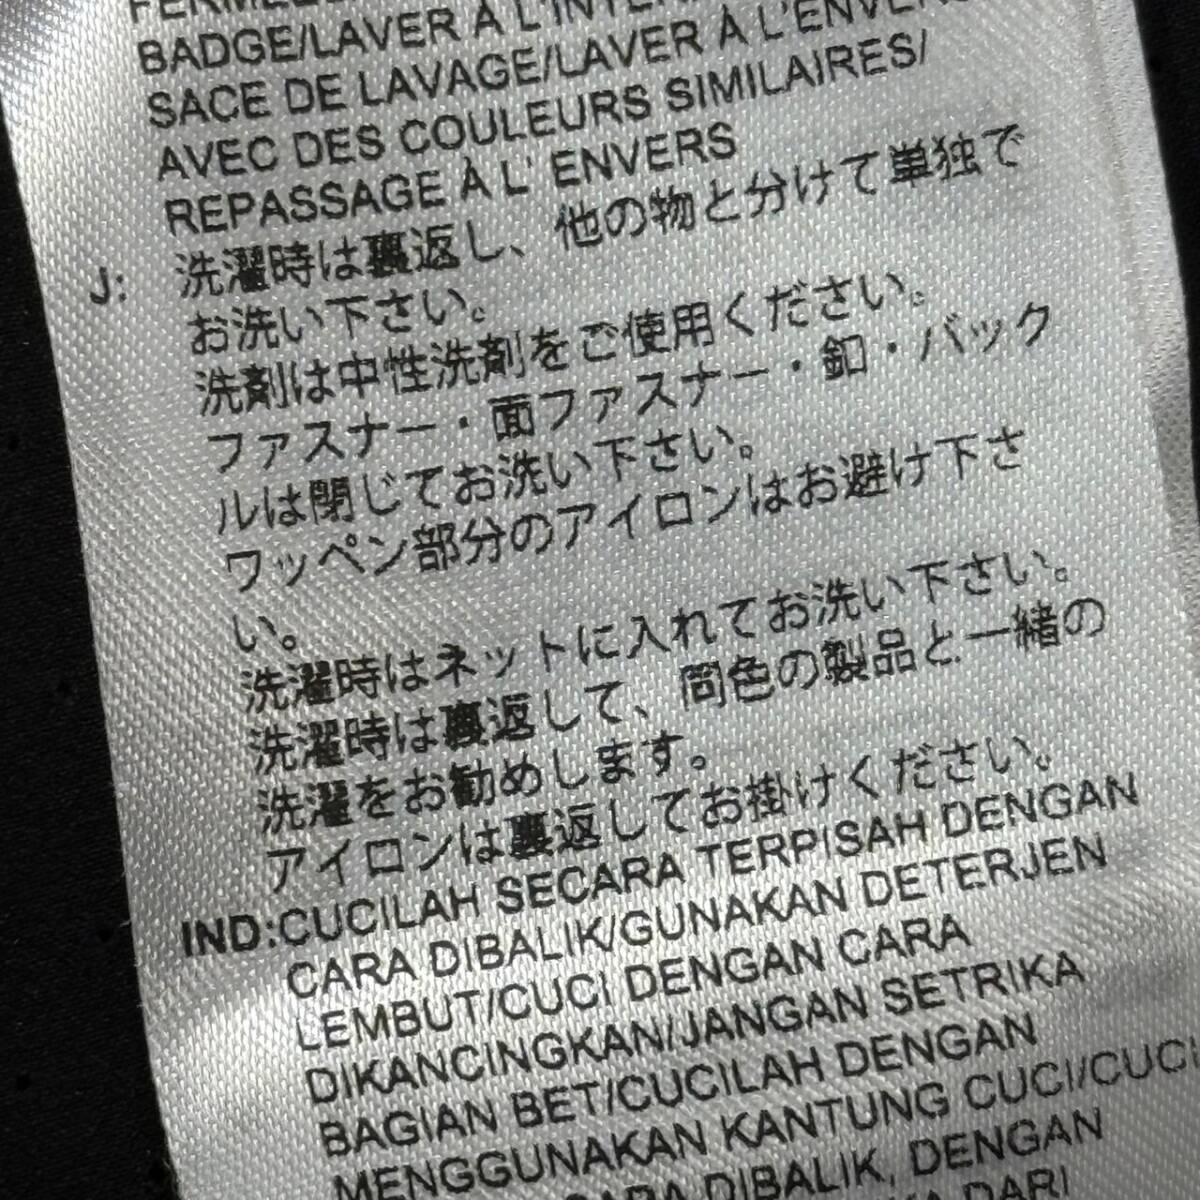 BADGE/LAVER À L'INTER
SACE DE LAVAGE/LAVER À L'ENVERS
AVEC DES COULEURS SIMILAIRES/
REPASSAGE À L' ENVERS
J: 洗濯時は裏返し、他の物と分けて単独で
お洗い下さい。
洗剤は中性洗剤をご使用ください。
ファスナー・面ファスナー・釦・バック
ルは閉じてお洗い下さい。
ワッペン部分のアイロンはお避け下さ
い。
洗濯時はネットに入れてお洗い下さい。
洗濯時は裏返して、同色の製品と一緒の
洗濯をお勧めします。
アイロンは裏返してお掛けください。
IND:CUCILAH SECARA TERPISAH DENGAN
CARA DIBALIK/GUNAKAN DETERJEN
LEMBUT/CUCI DENGAN CARA
DIKANCINGKAN/JANGAN SETRIKA
BAGIAN BET/CUCILAH DENGAN
MENGGUNAKAN KANTUNG CUCI/CUCI
DIBALIK, DENGAN
DARI